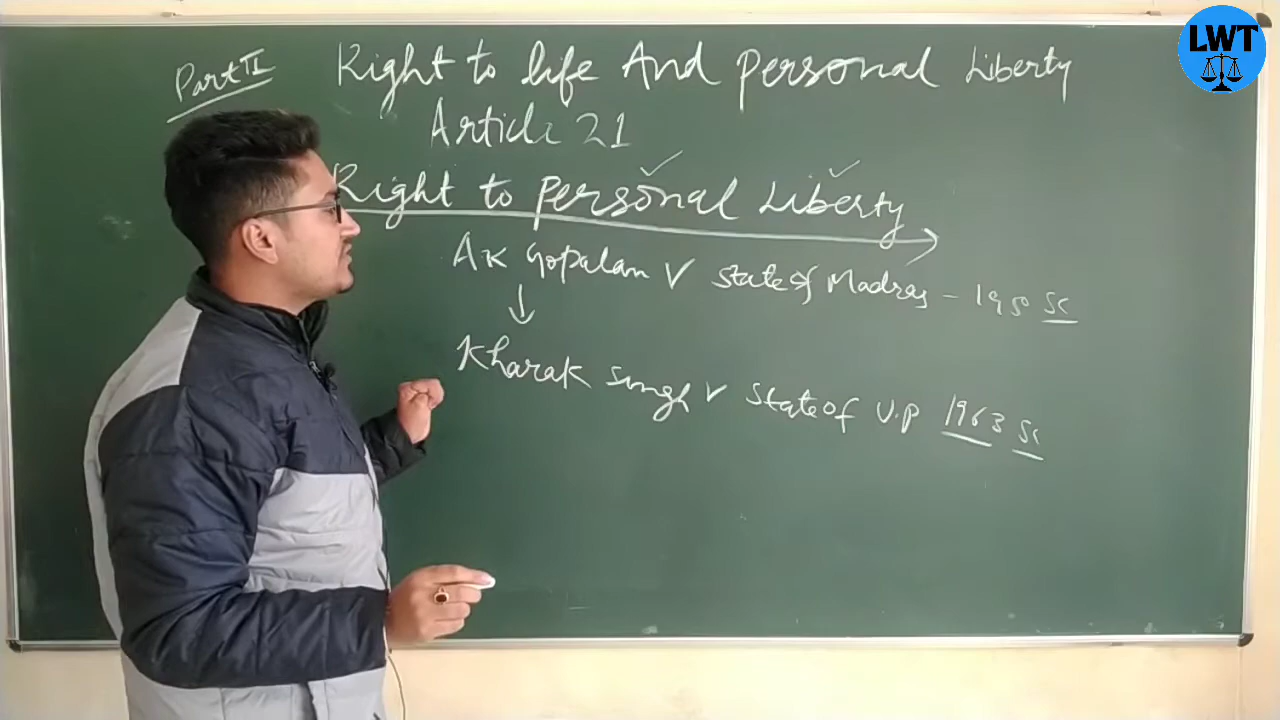 LWT
Part II
Right to life And personal Liberty
Article 21
Right to personal Liberty
AK Gopalan V State of Madras - 1950 SC
Kharak Singh V State of U.P 1963 SC